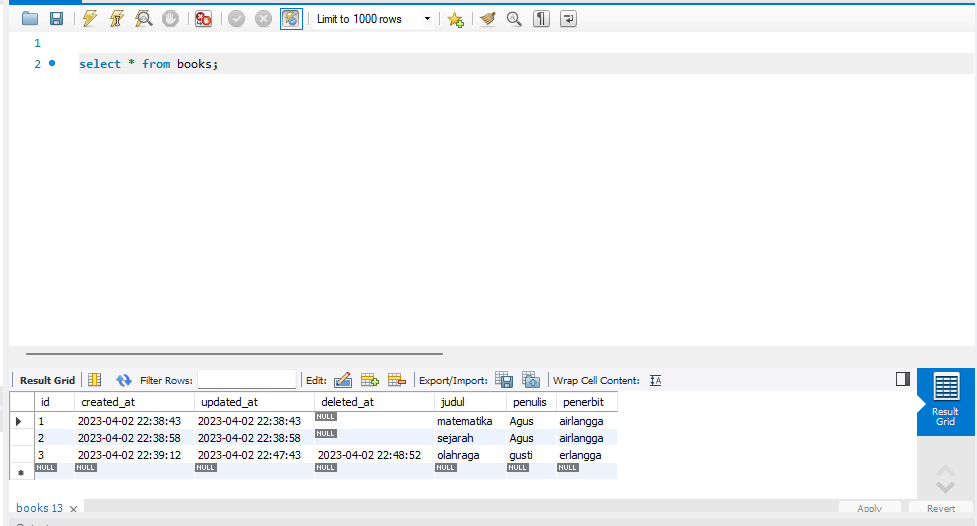 Limit to 1000 rows
1
2 select * from books;
Result Grid Filter Rows: Edit: Export/Import: Wrap Cell Content: IA
id created_at updated_at deleted_at judul penulis penerbit
1 2023-04-02 22:38:43 2023-04-02 22:38:43 NULL matematika Agus airlangga
2 2023-04-02 22:38:58 2023-04-02 22:38:58 NULL sejarah Agus airlangga
3 2023-04-02 22:39:12 2023-04-02 22:47:43 2023-04-02 22:48:52 olahraga gusti erlangga
NULL NULL NULL NULL NULL NULL NULL
Result
Grid
books 13
Apply Revert